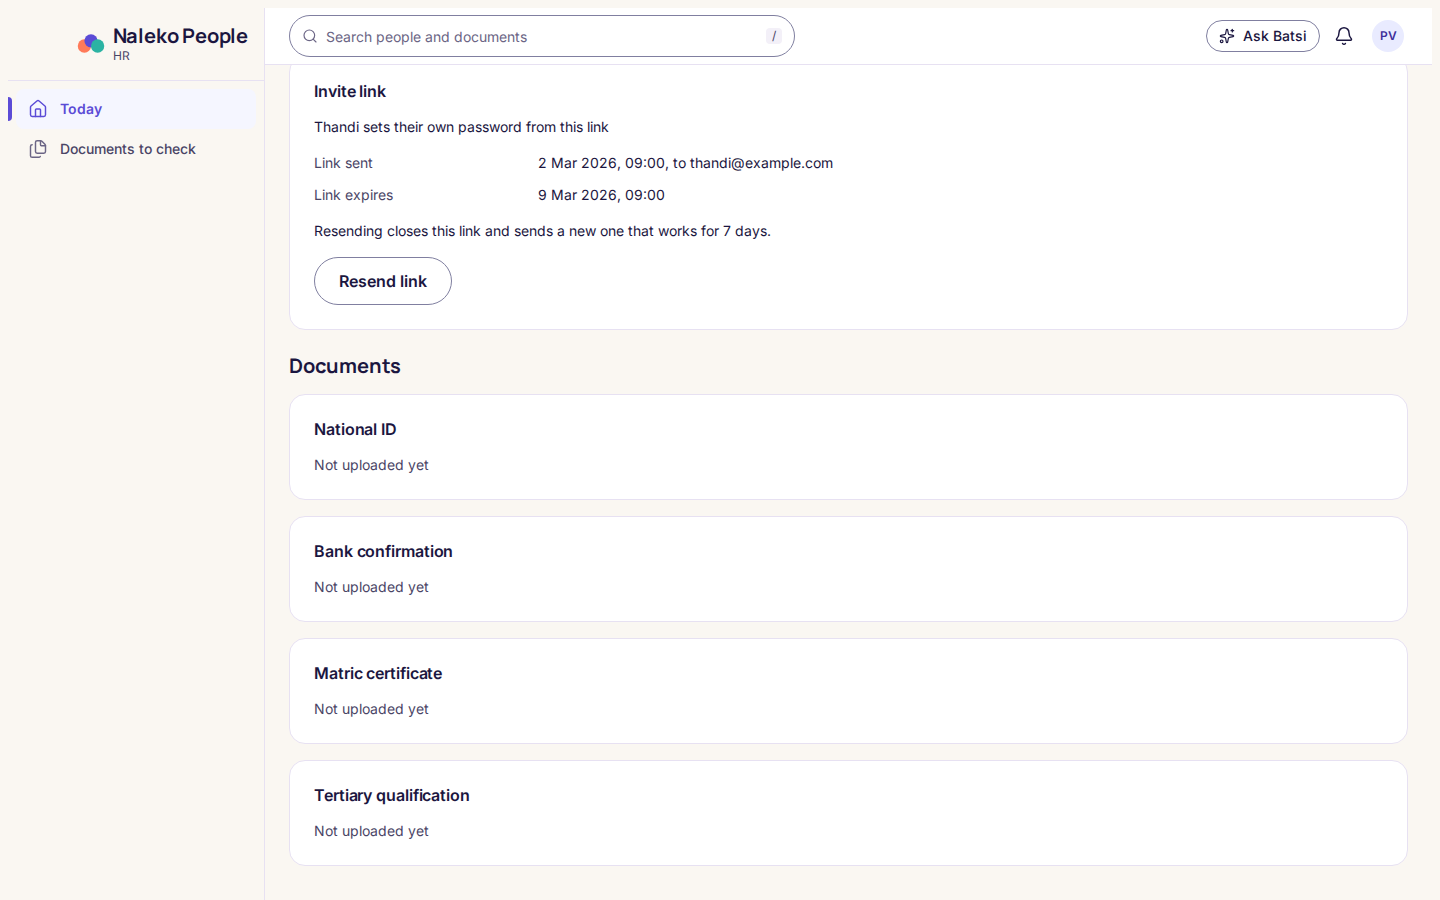 Naleko People
HR
Search people and documents
/
Ask Batsi
PV
Today
Documents to check
Invite link
Thandi sets their own password from this link
Link sent
2 Mar 2026, 09:00, to thandi@example.com
Link expires
9 Mar 2026, 09:00
Resending closes this link and sends a new one that works for 7 days.
Resend link
Documents
National ID
Not uploaded yet
Bank confirmation
Not uploaded yet
Matric certificate
Not uploaded yet
Tertiary qualification
Not uploaded yet